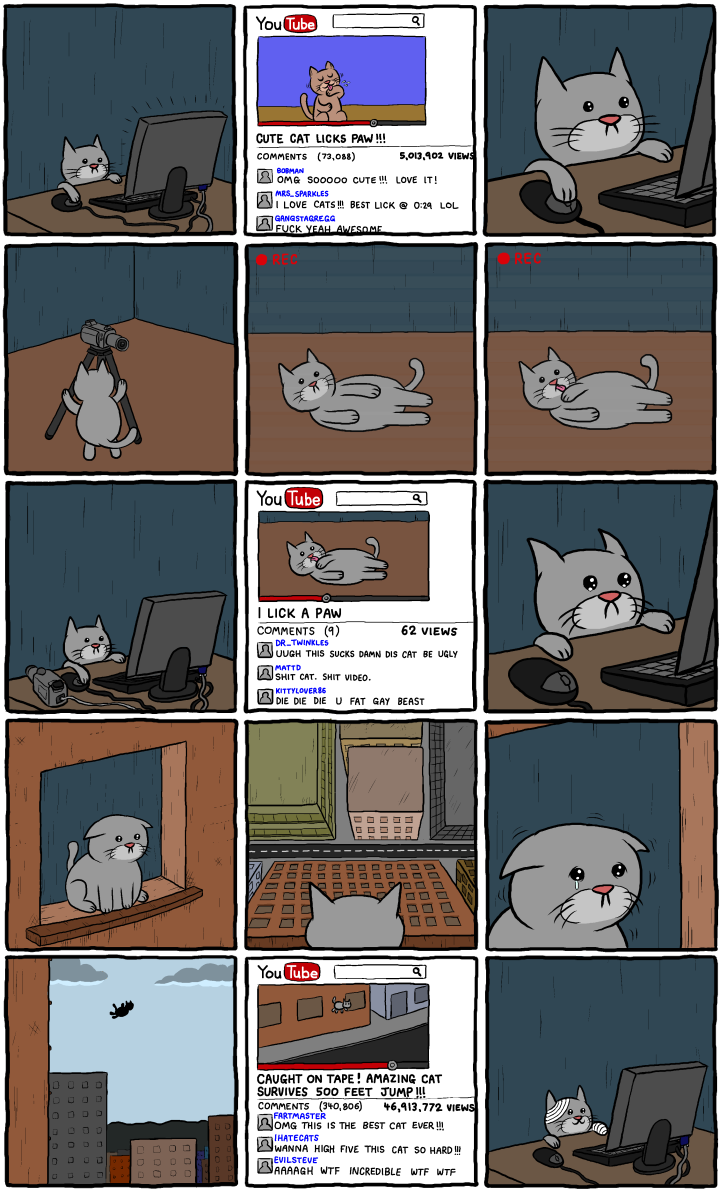 YouTube
CUTE CAT LICKS PAW!!!
COMMENTS (73,088) 5,013,902 VIEWS
BOBMAN
OMG SOOOOO CUTE!!! LOVE IT!
MRS_SPARKLES
I LOVE CATS!!! BEST LICK @ 0:29 LOL
GANGSTAGREGG
FUCK YEAH AWESOME
REC
REC
YouTube
I LICK A PAW
COMMENTS (9) 62 VIEWS
DR_TWINKLES
UUGH THIS SUCKS DAMN DIS CAT BE UGLY
MATTD
SHIT CAT. SHIT VIDEO.
KITTYLOVER86
DIE DIE DIE U FAT GAY BEAST
YouTube
CAUGHT ON TAPE! AMAZING CAT
SURVIVES 500 FEET JUMP!!!
COMMENTS (340,806) 46,913,772 VIEWS
FARTMASTER
OMG THIS IS THE BEST CAT EVER!!!
IHATECATS
WANNA HIGH FIVE THIS CAT SO HARD!!!
EVILSTEVE
AAAAGH WTF INCREDIBLE WTF WTF